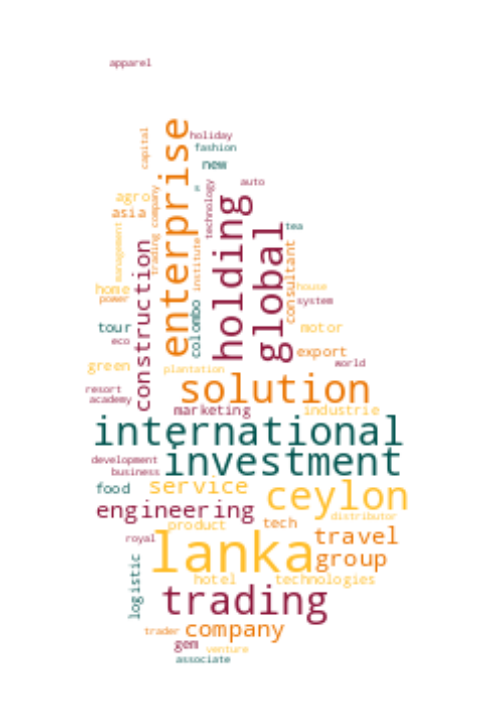 apparel
capital
enterprise
holiday
fashion
new
auto
s
technology
agro
asia
trading company
management
institute
holding
global
tea
consultant
construction
home
power
house
system
colombo
tour
eco
motor
export
world
green
plantation
solution
resort
academy
marketing
industrie
international
development
business
investment
food
service
ceylon
engineering
distributor
product
tech
travel
royal
lanka
group
logistic
hotel
technologies
trading
trader
company
gem
venture
associate